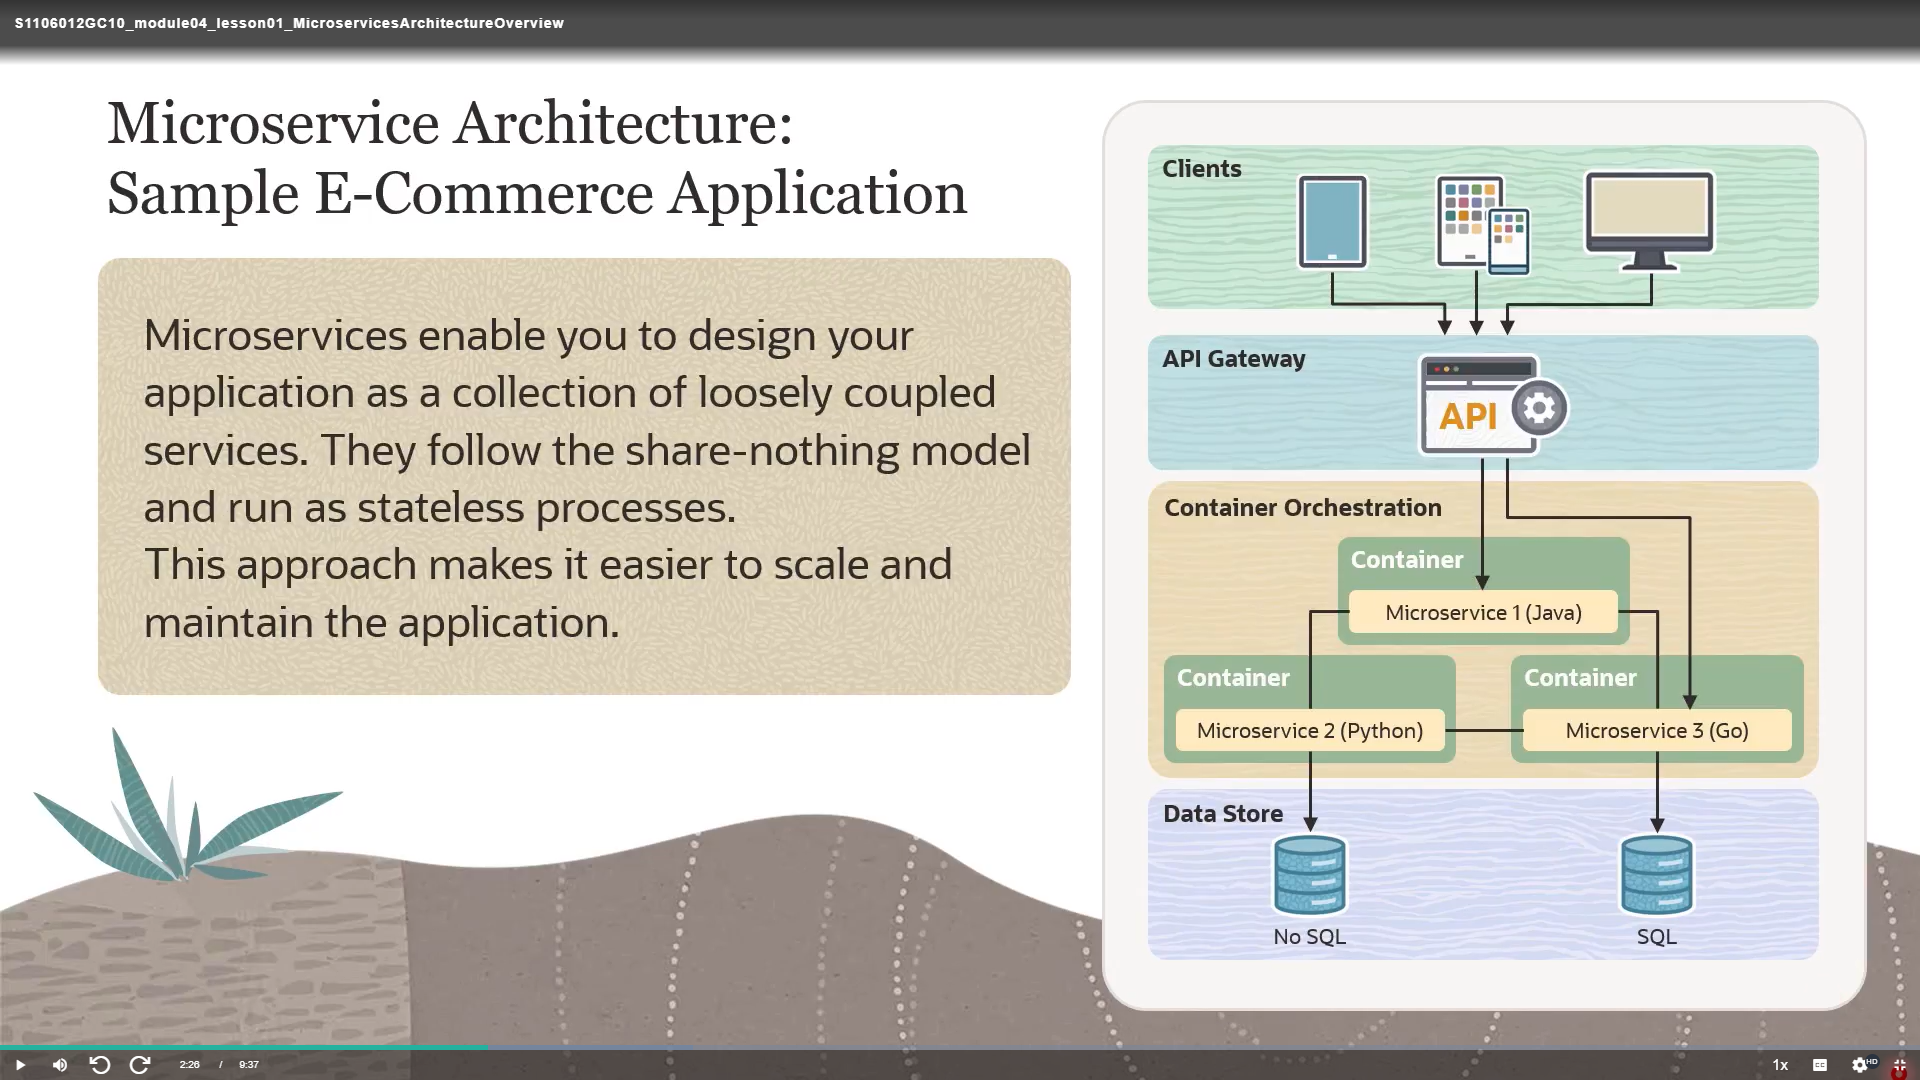 S1106012GC10_module04_lesson01_MicroservicesArchitectureOverview
Microservice Architecture:
Sample E-Commerce Application
Microservices enable you to design your
application as a collection of loosely coupled
services. They follow the share-nothing model
and run as stateless processes.
This approach makes it easier to scale and
maintain the application.
Clients
API Gateway
API
Container Orchestration
Container
Microservice 1 (Java)
Container
Microservice 2 (Python)
Container
Microservice 3 (Go)
Data Store
No SQL
SQL
2:26 / 9:37
1x
CC
HD